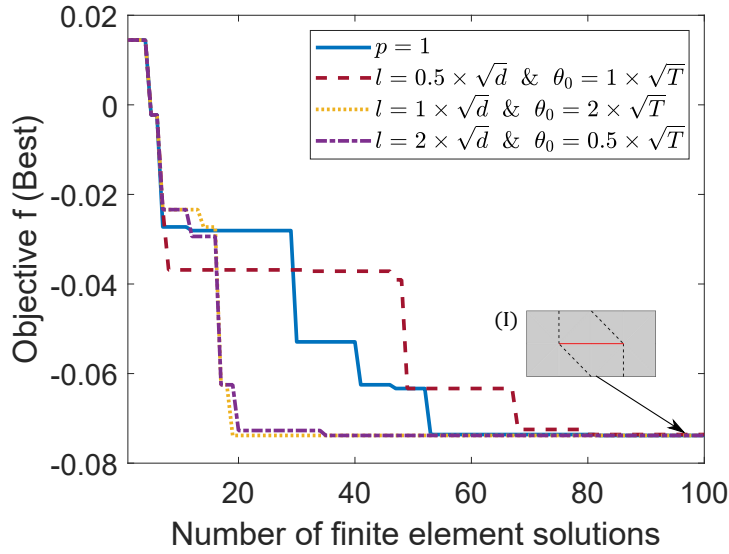 0.02
0
-0.02
-0.04
-0.06
-0.08
Objective f (Best)
p = 1
l = 0.5 × √d & θ₀ = 1 × √T
l = 1 × √d & θ₀ = 2 × √T
l = 2 × √d & θ₀ = 0.5 × √T
(I)
20 40 60 80 100
Number of finite element solutions